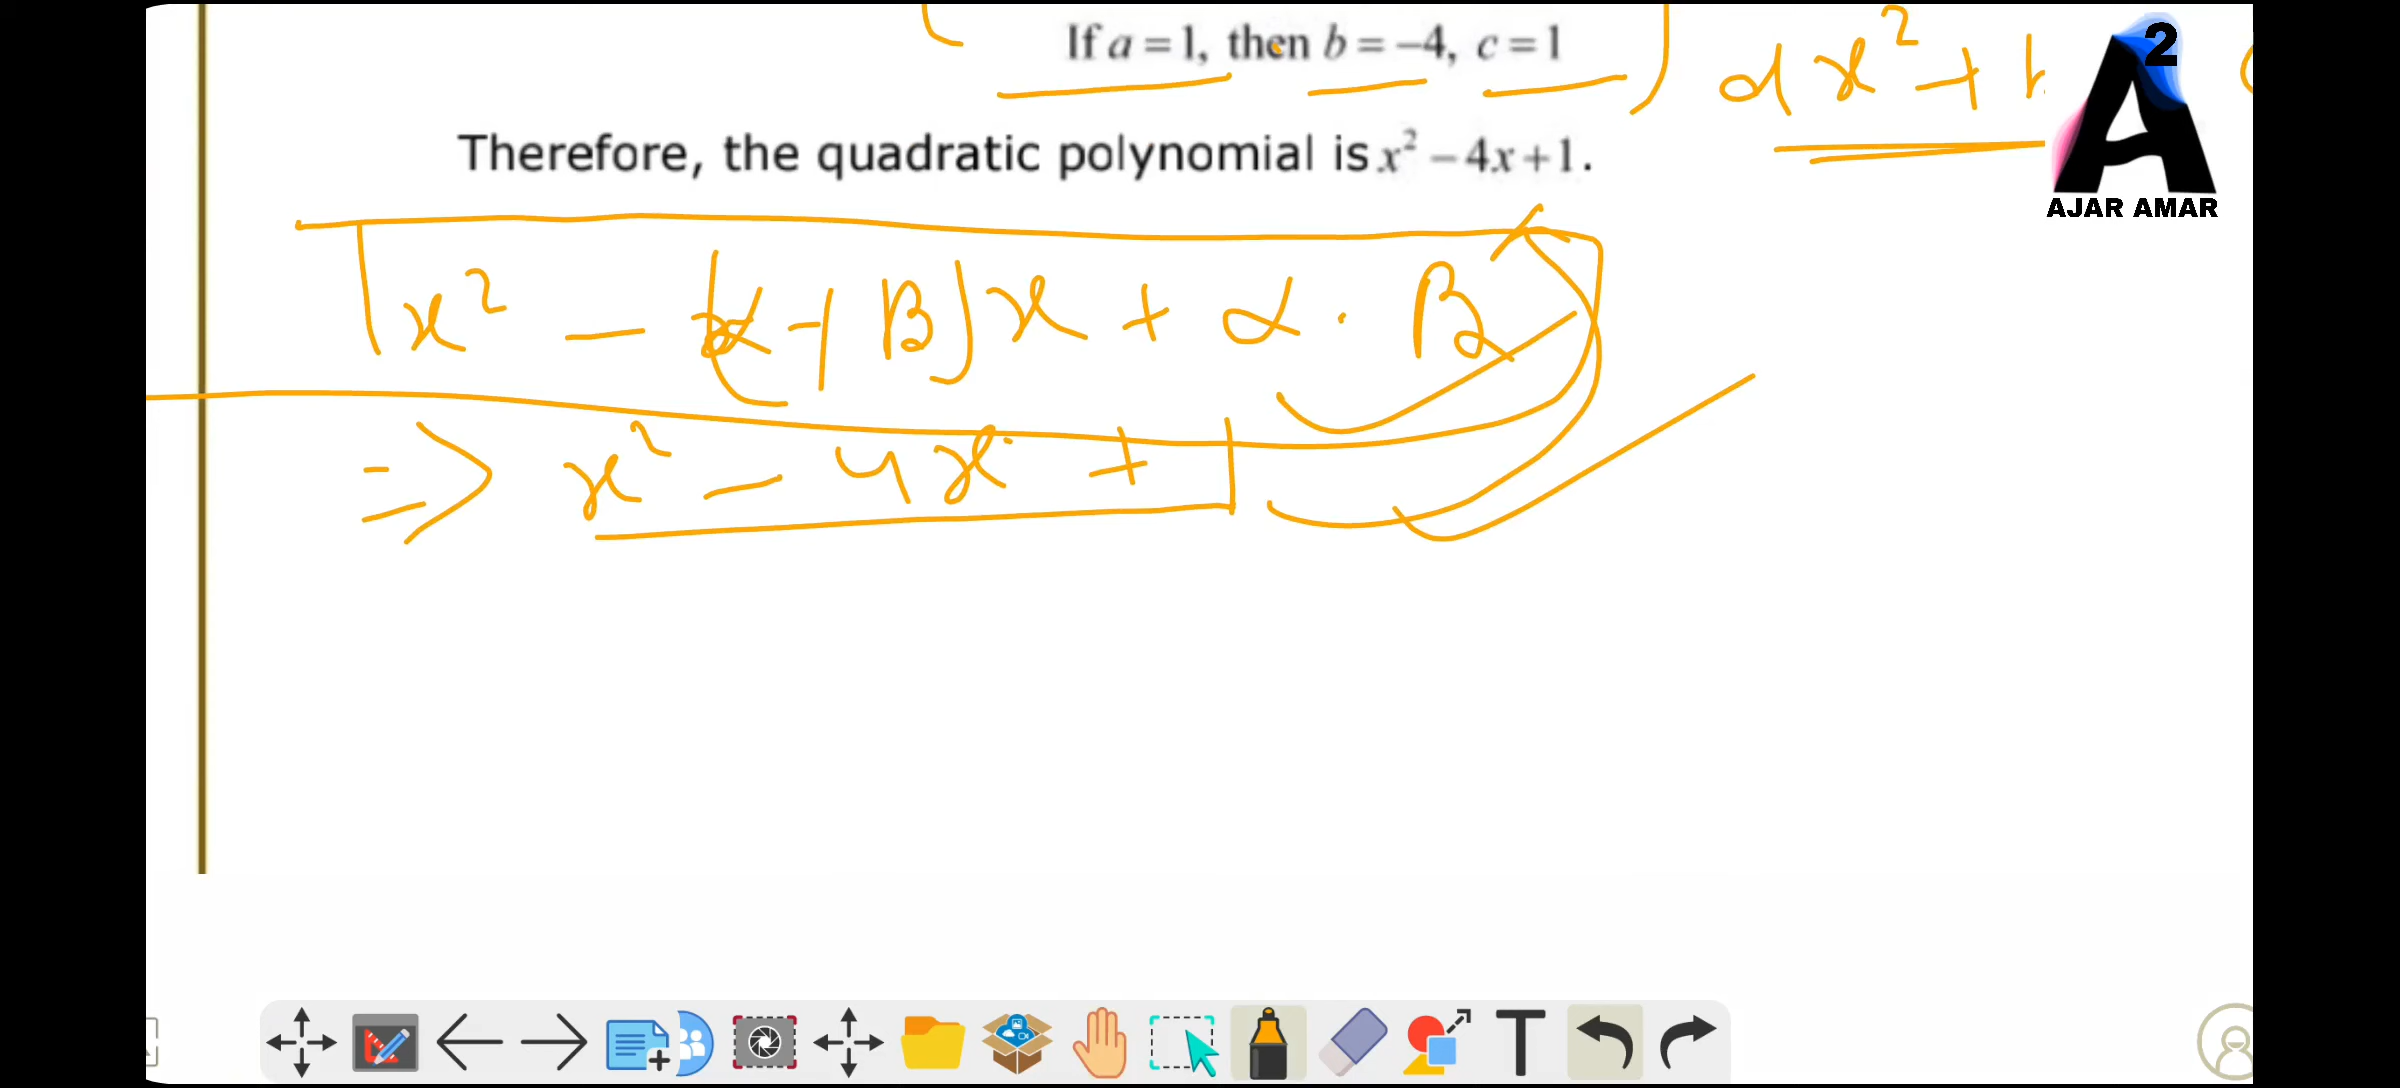 If a = 1, then b = −4, c = 1
αx² + b
2
A
AJAR AMAR
Therefore, the quadratic polynomial is x² − 4x + 1.
x² − (α + β)x + α · β
⇒ x² − 4x + 1
T